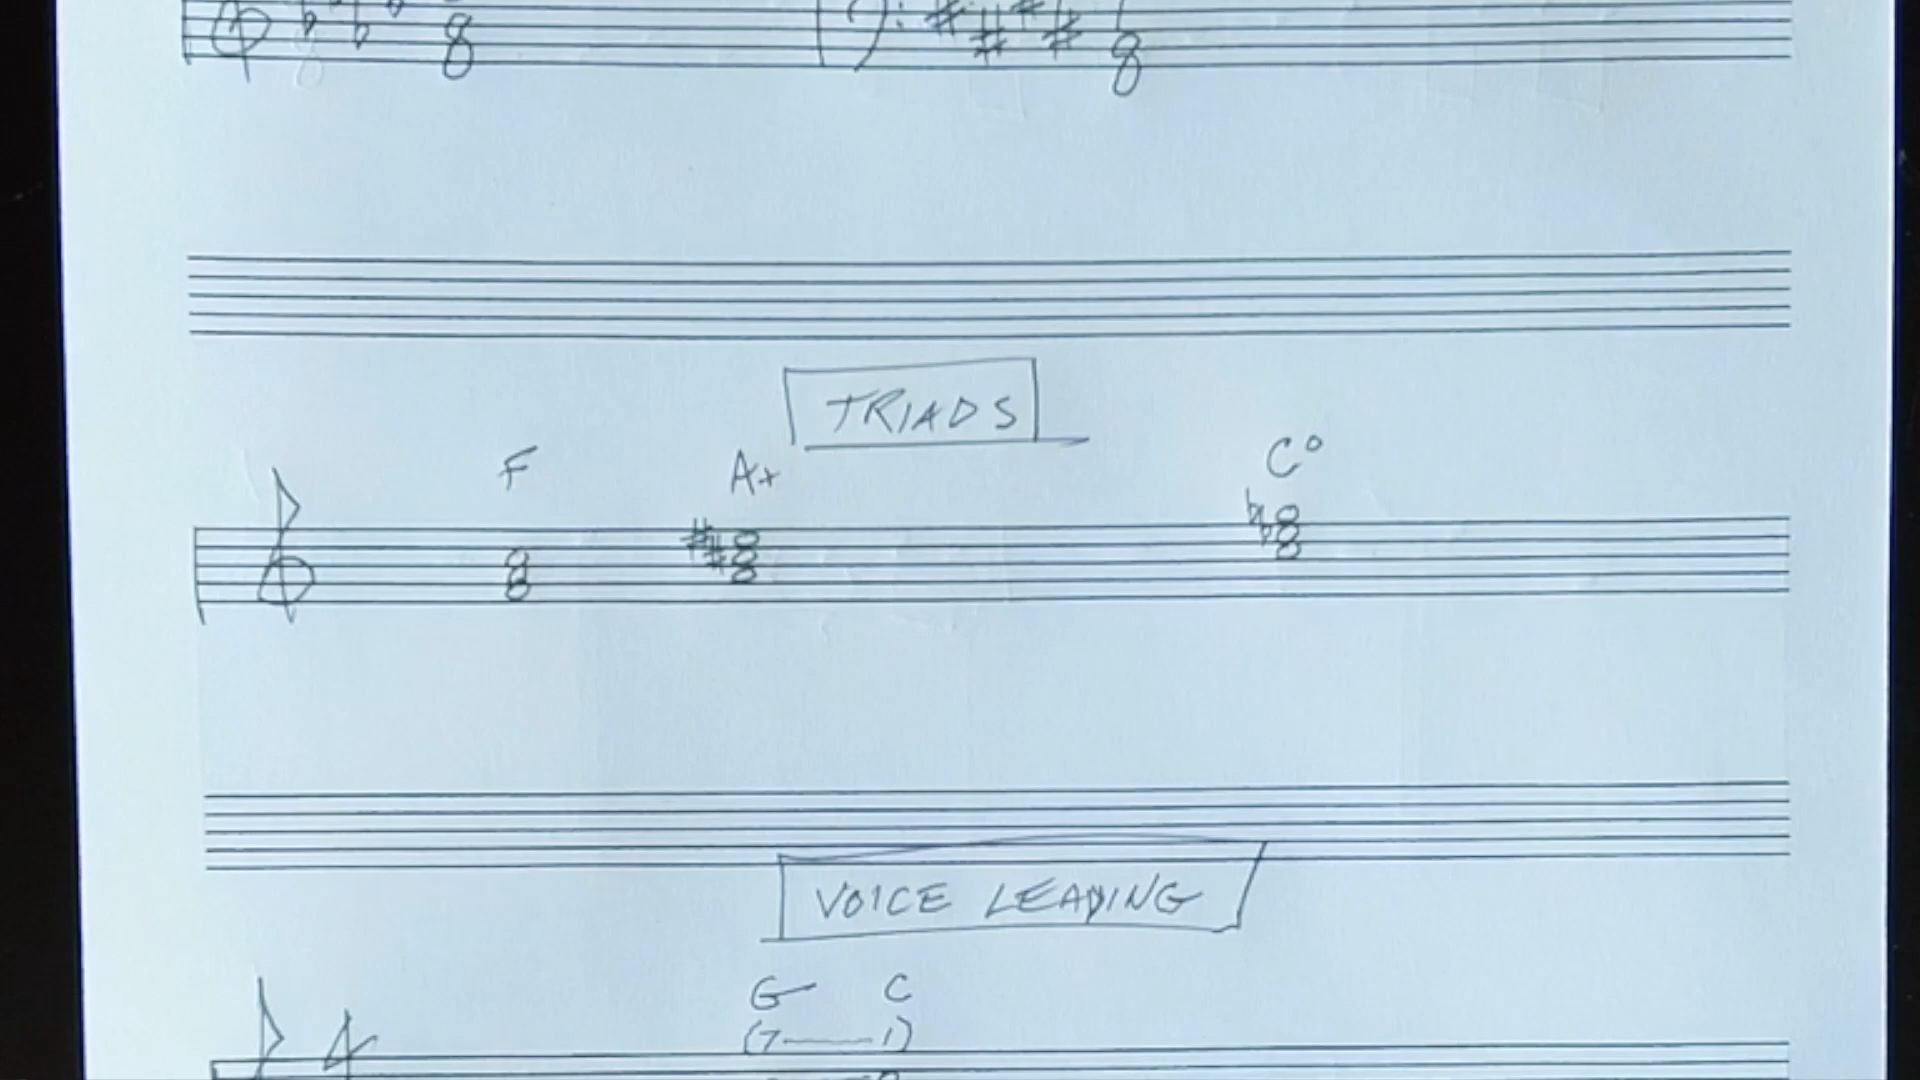 TRIADS
F A+ C°
VOICE LEADING
G C
(7 1)